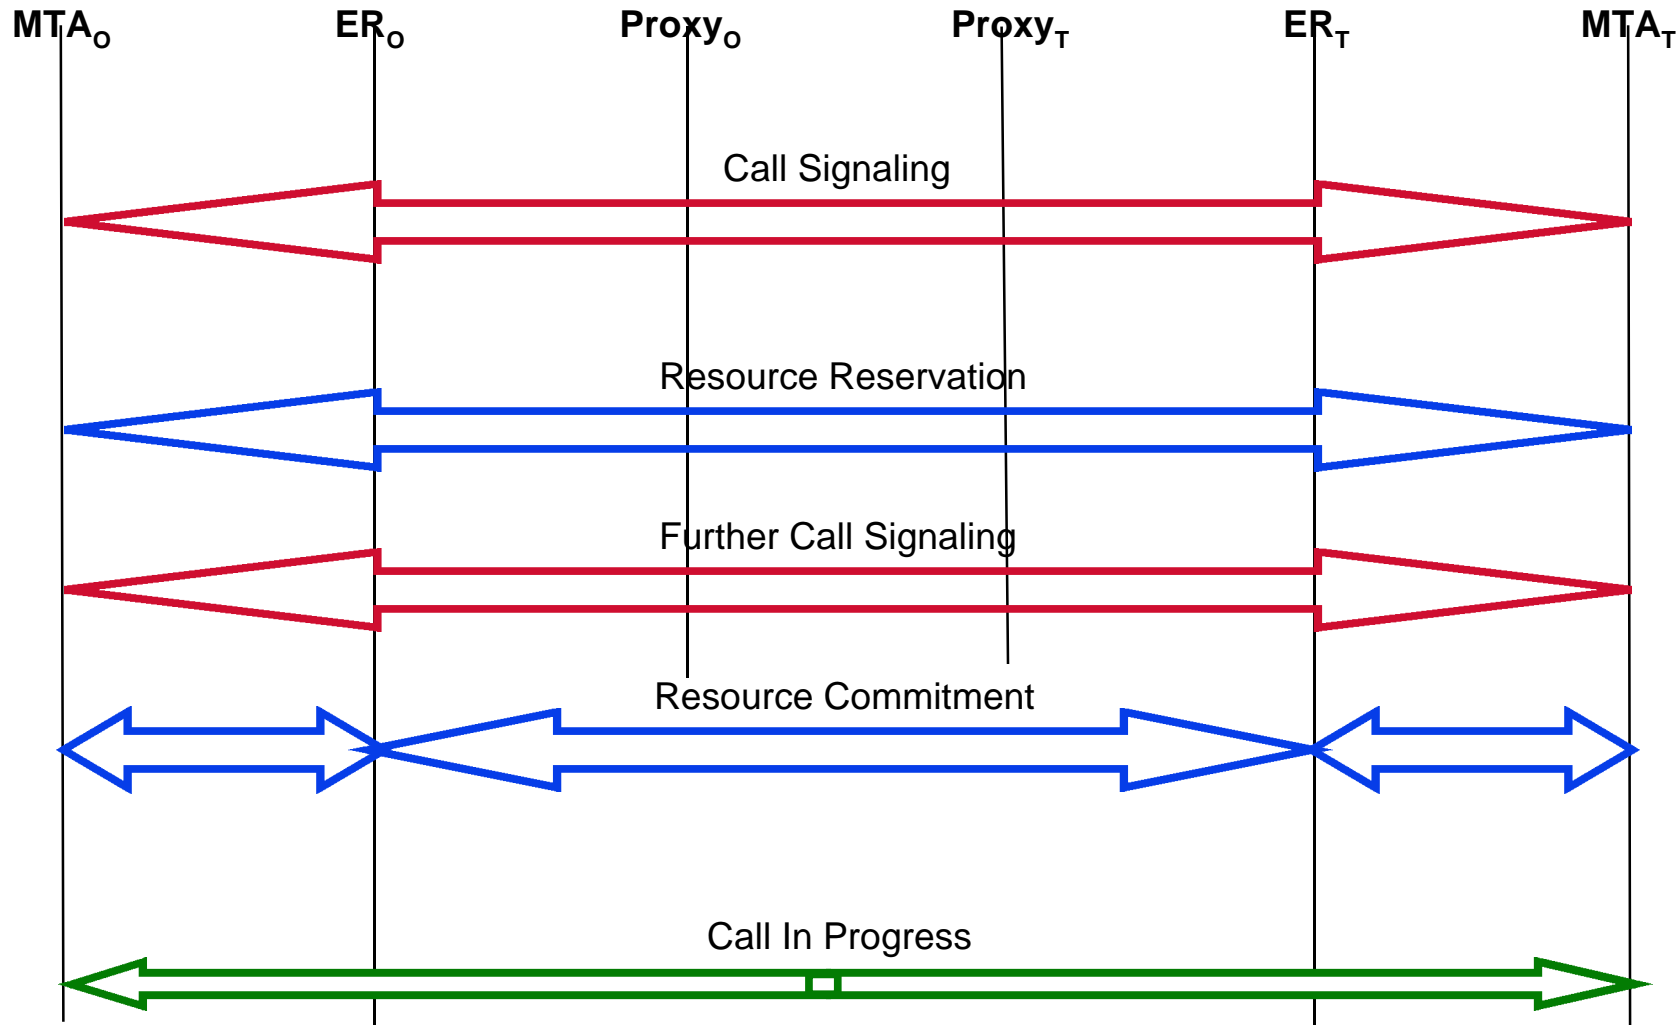 MTAO ERO ProxyO ProxyT ERT MTAT
Call Signaling
Resource Reservation
Further Call Signaling
Resource Commitment
Call In Progress